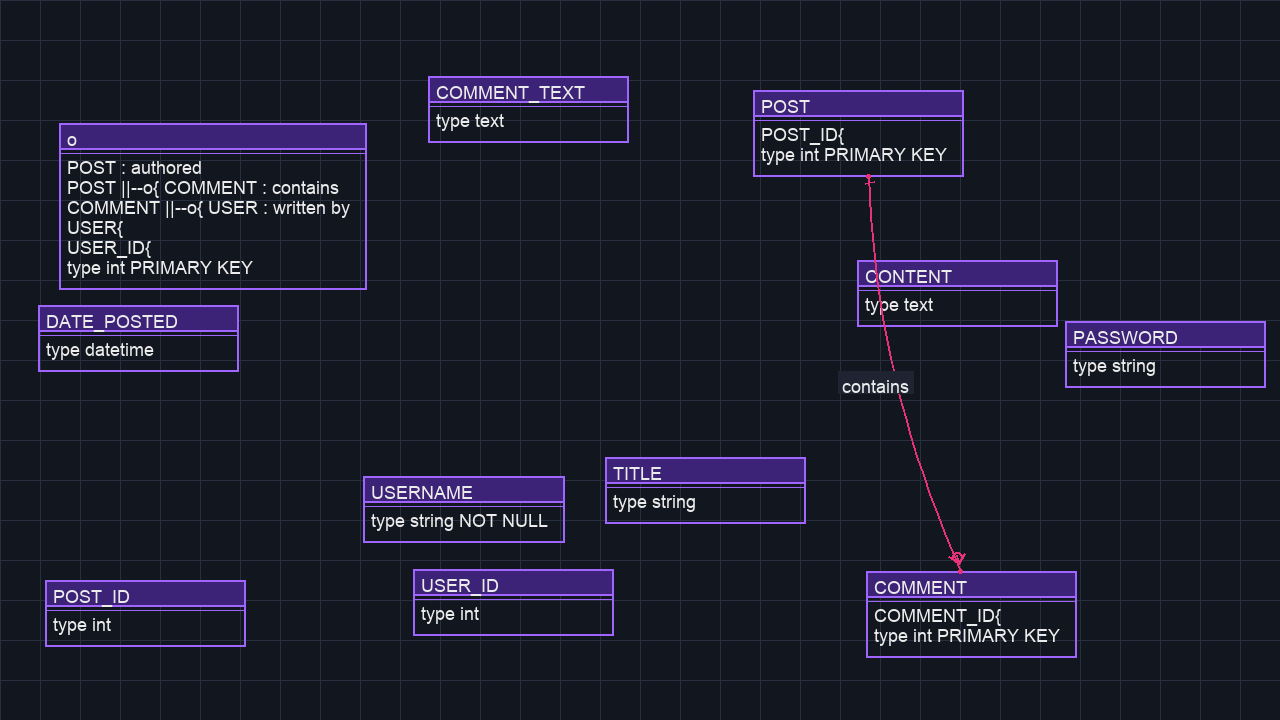 COMMENT_TEXT
type text
POST
POST_ID{
type int PRIMARY KEY
o
POST : authored
POST ||--o{ COMMENT : contains
COMMENT ||--o{ USER : written by
USER{
USER_ID{
type int PRIMARY KEY
CONTENT
type text
DATE_POSTED
type datetime
PASSWORD
type string
contains
TITLE
type string
USERNAME
type string NOT NULL
USER_ID
type int
COMMENT
COMMENT_ID{
type int PRIMARY KEY
POST_ID
type int